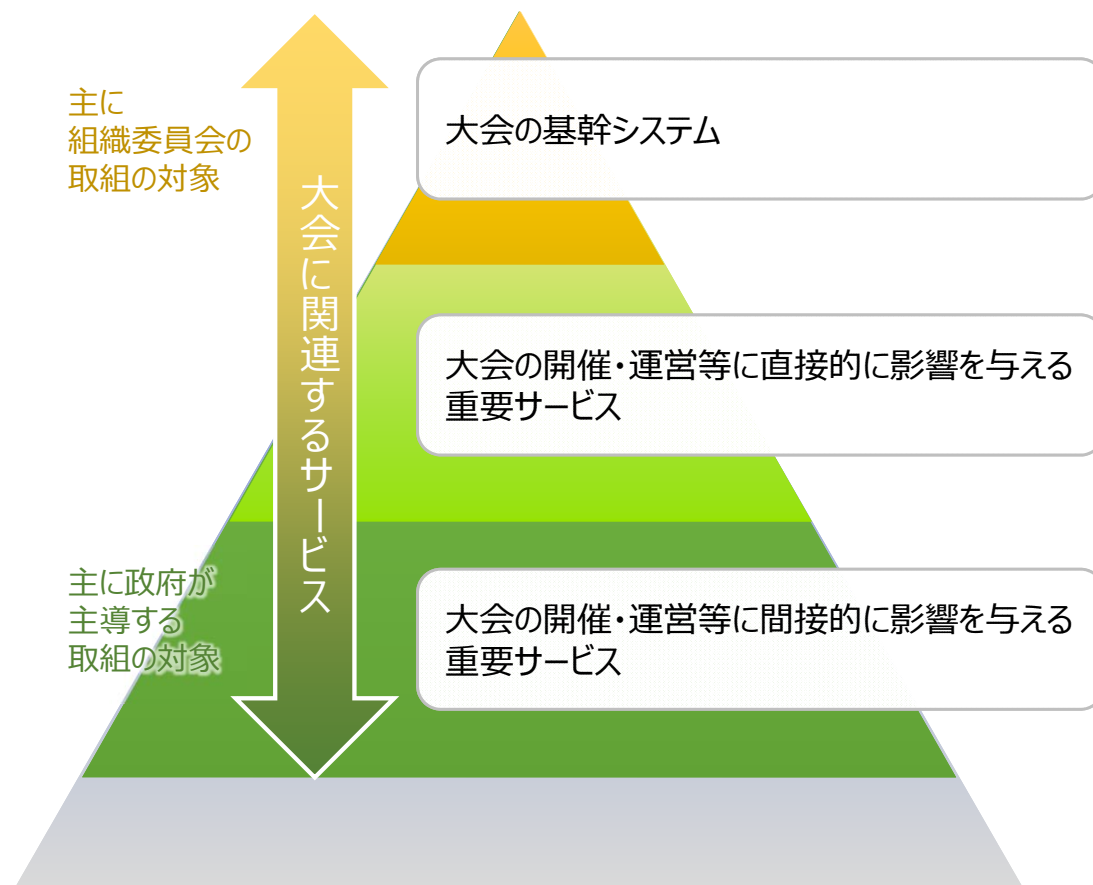 主に
組織委員会の
取組の対象
大会に関連するサービス
大会の基幹システム
大会の開催・運営等に直接的に影響を与える
重要サービス
主に政府が
主導する
取組の対象
大会の開催・運営等に間接的に影響を与える
重要サービス